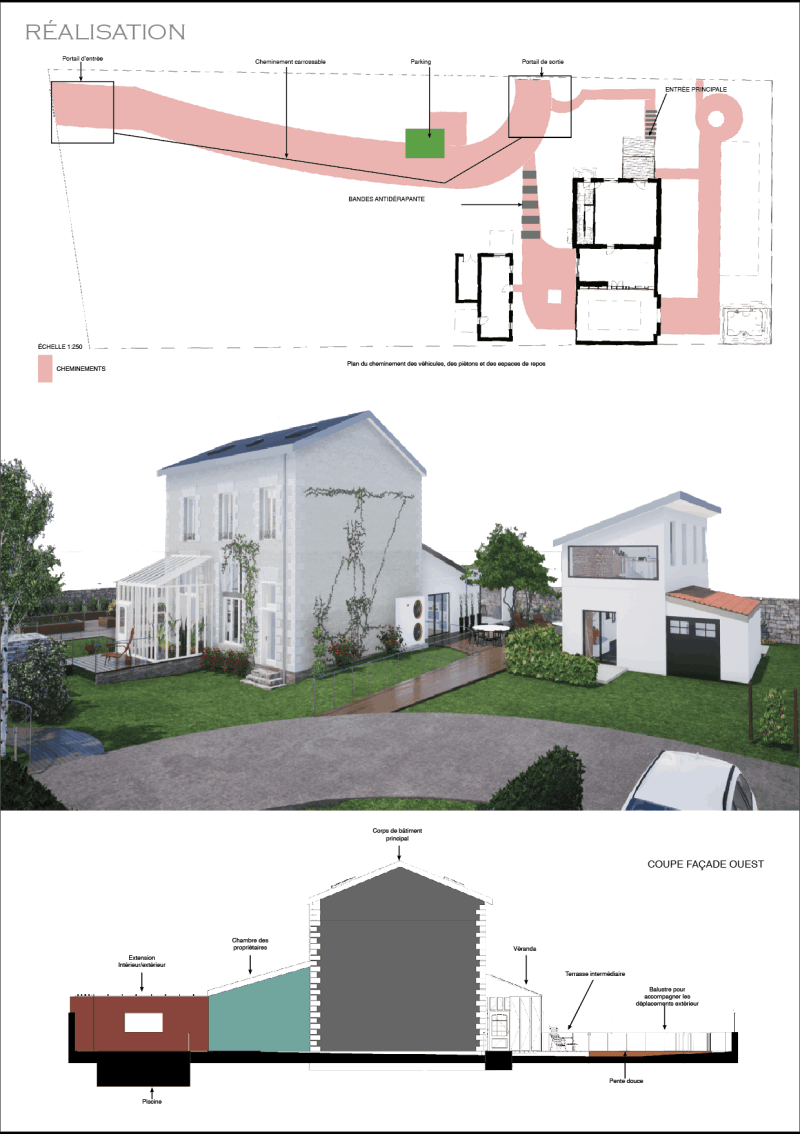 RÉALISATION
Portail d'entrée
Cheminement carrossable
Parking
Portail de sortie
ENTRÉE PRINCIPALE
BANDES ANTIDÉRAPANTE
ÉCHELLE 1:250
CHEMINEMENTS
Plan du cheminement des véhicules, des piétons et des espaces de repos
Corps de bâtiment
principal
COUPE FAÇADE OUEST
Chambre des
propriétaires
Extension
Intérieur/extérieur
Véranda
Terrasse intermédiaire
Balustre pour
accompagner les
déplacements extérieur
Pente douce
Piscine